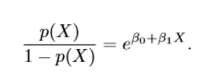 p(X) / (1 − p(X)) = e^{β₀+β₁X}.